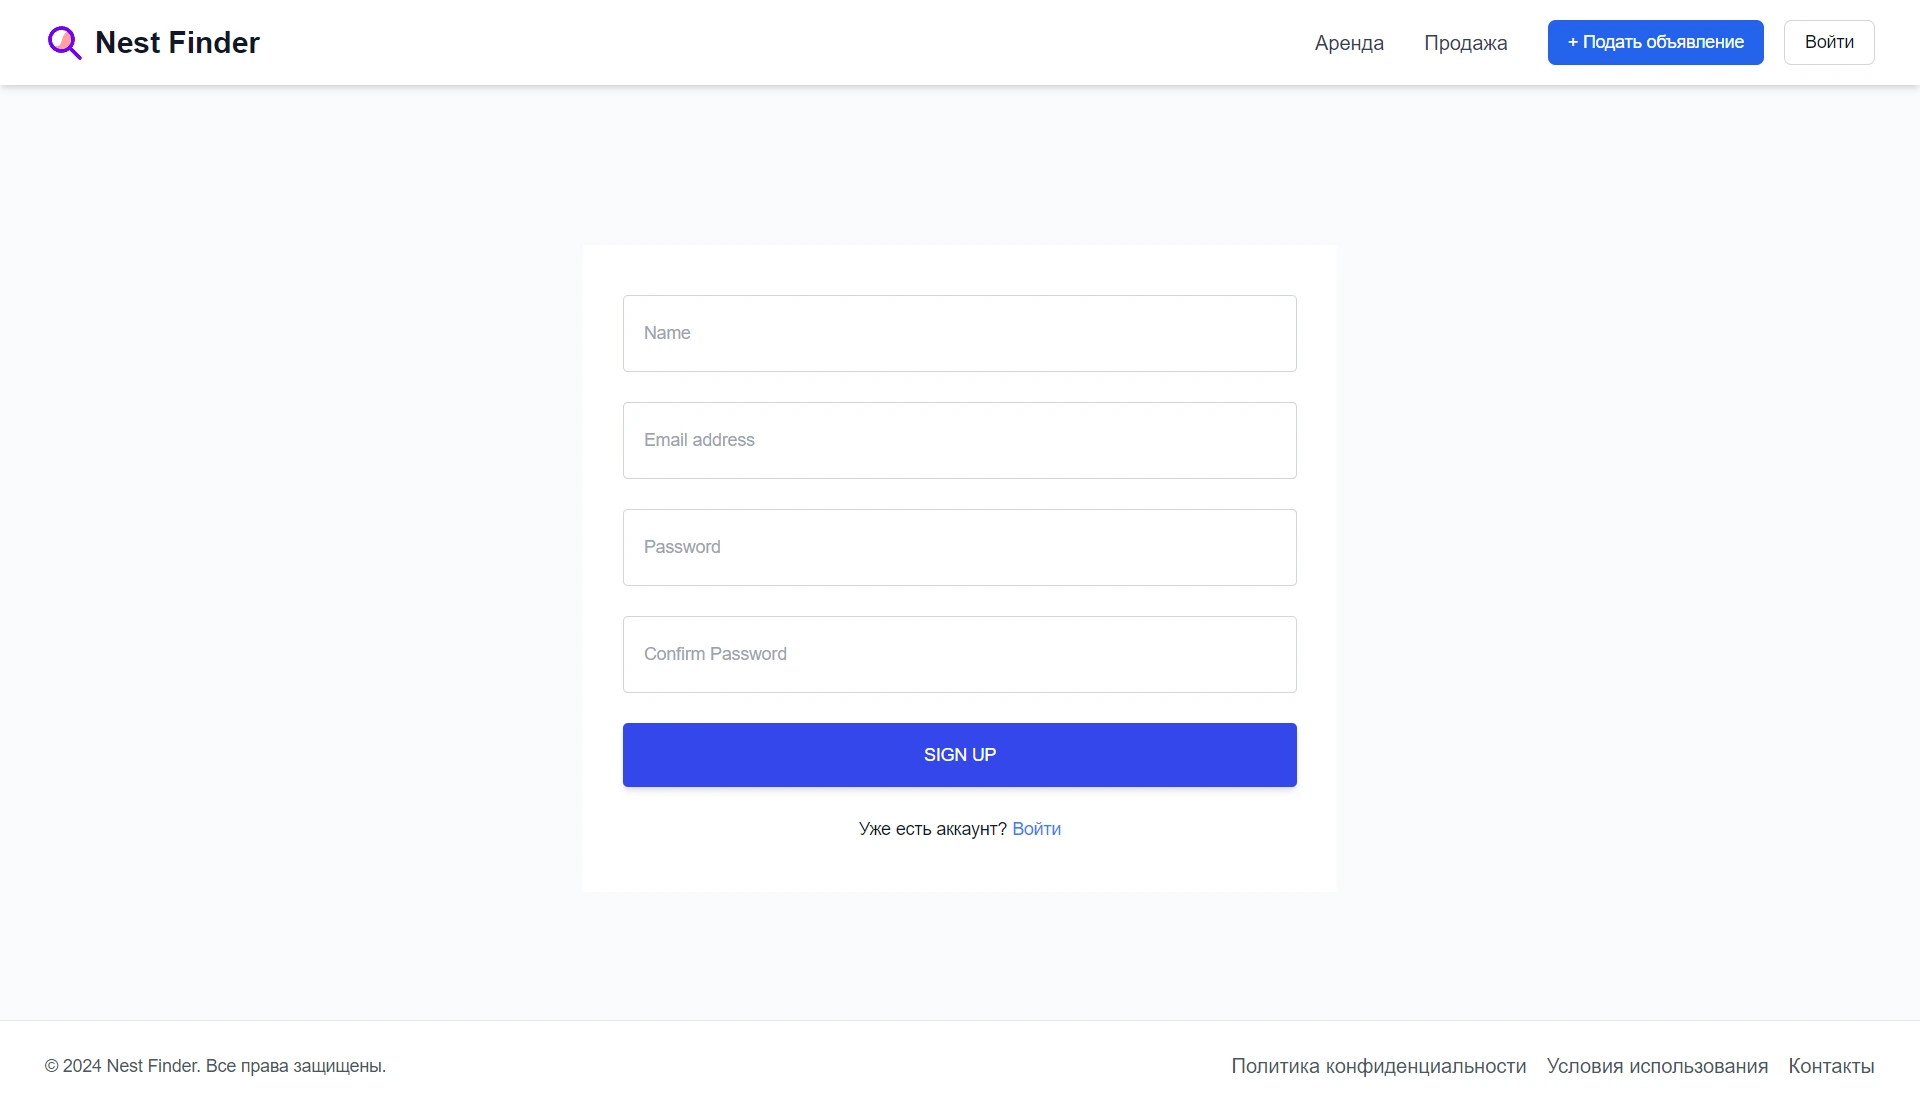 Nest Finder
Аренда
Продажа
+ Подать объявление
Войти
Name
Email address
Password
Confirm Password
SIGN UP
Уже есть аккаунт? Войти
© 2024 Nest Finder. Все права защищены.
Политика конфиденциальности
Условия использования
Контакты